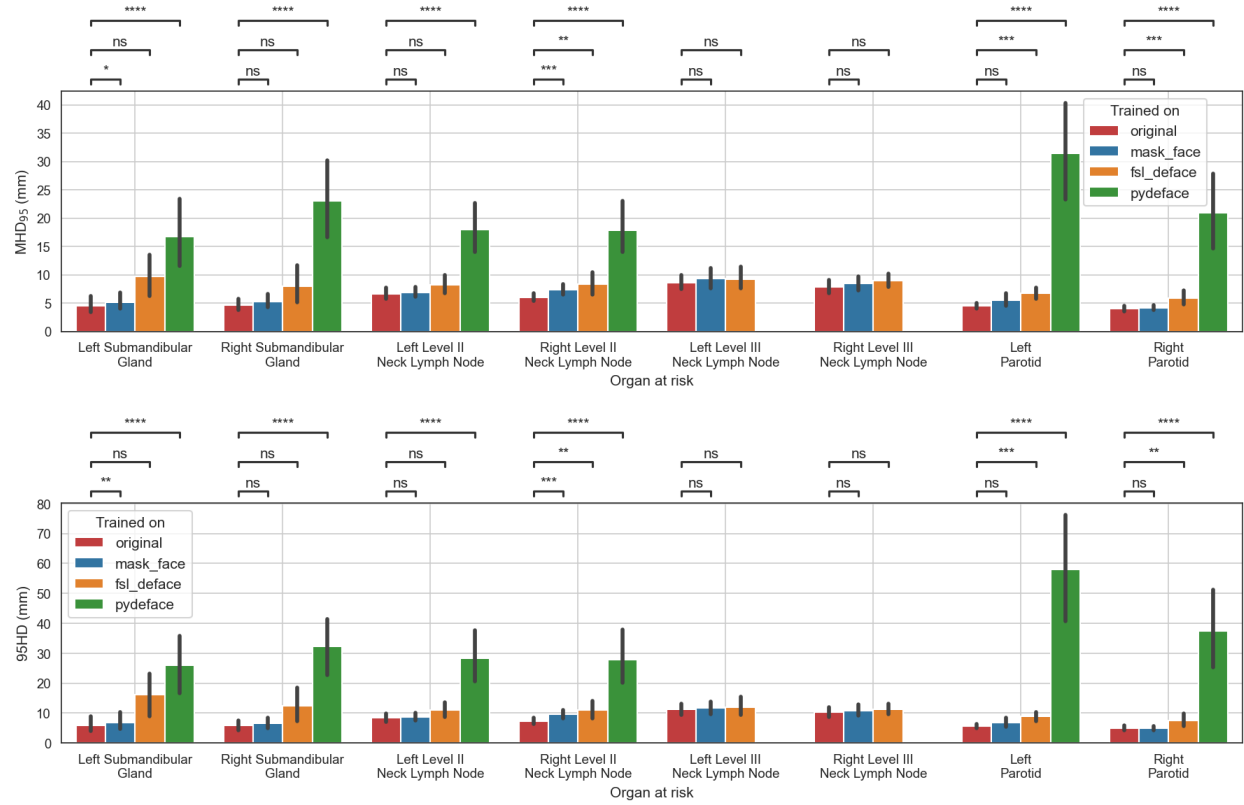 **** **** **** **** **** ****
ns ns ns ** ns ns *** ***
* ns ns *** ns ns ns ns
MHD95 (mm)
40
35
30
25
20
15
10
5
0
Trained on
original
mask_face
fsl_deface
pydeface
Left Submandibular Gland
Right Submandibular Gland
Left Level II Neck Lymph Node
Right Level II Neck Lymph Node
Left Level III Neck Lymph Node
Right Level III Neck Lymph Node
Left Parotid
Right Parotid
Organ at risk
**** **** **** **** **** ****
ns ns ns ** ns ns *** **
** ns ns *** ns ns ns ns
95HD (mm)
80
70
60
50
40
30
20
10
0
Trained on
original
mask_face
fsl_deface
pydeface
Left Submandibular Gland
Right Submandibular Gland
Left Level II Neck Lymph Node
Right Level II Neck Lymph Node
Left Level III Neck Lymph Node
Right Level III Neck Lymph Node
Left Parotid
Right Parotid
Organ at risk